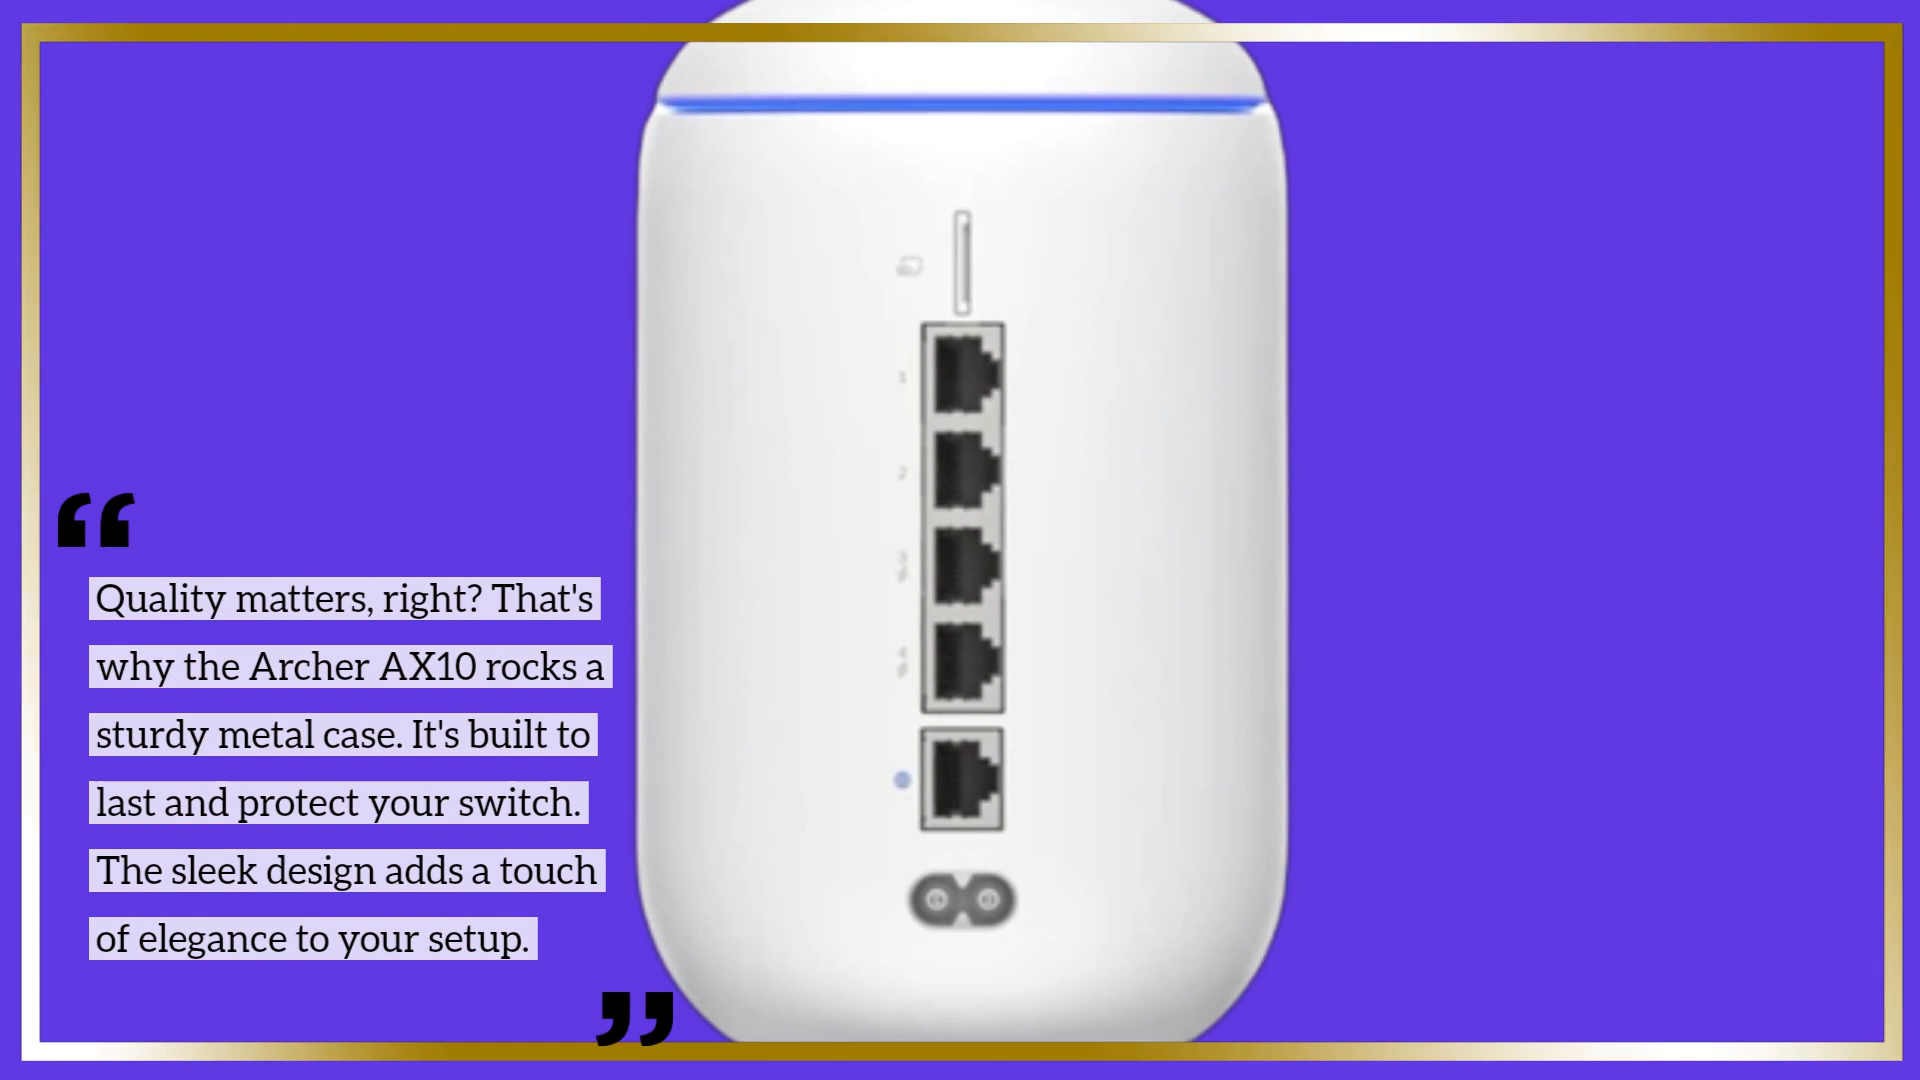 “
Quality matters, right? That's
why the Archer AX10 rocks a
sturdy metal case. It's built to
last and protect your switch.
The sleek design adds a touch
of elegance to your setup.
”